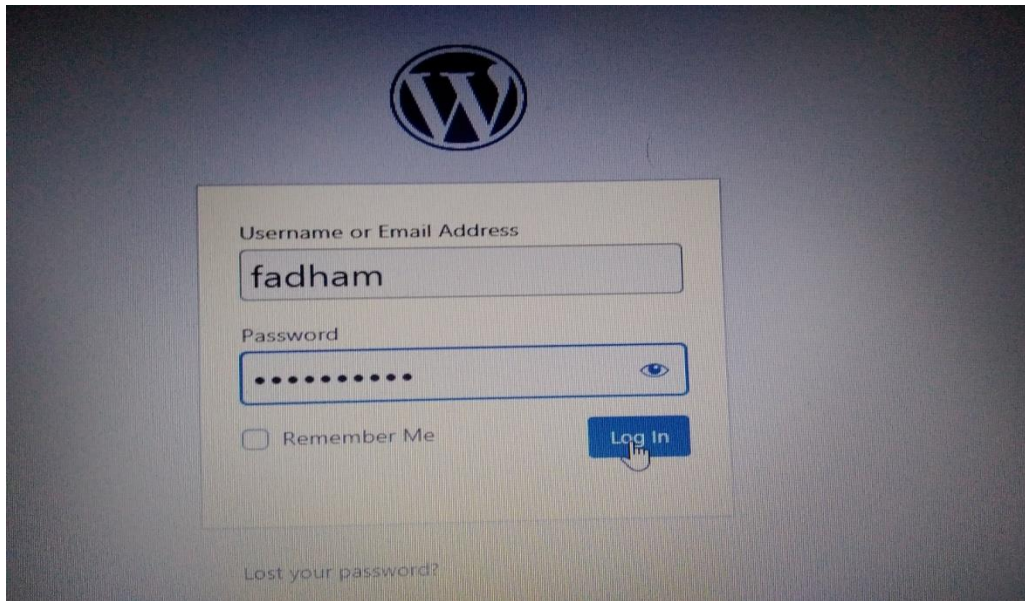 Username or Email Address
fadham
Password
••••••••••
Remember Me
Log In
Lost your password?